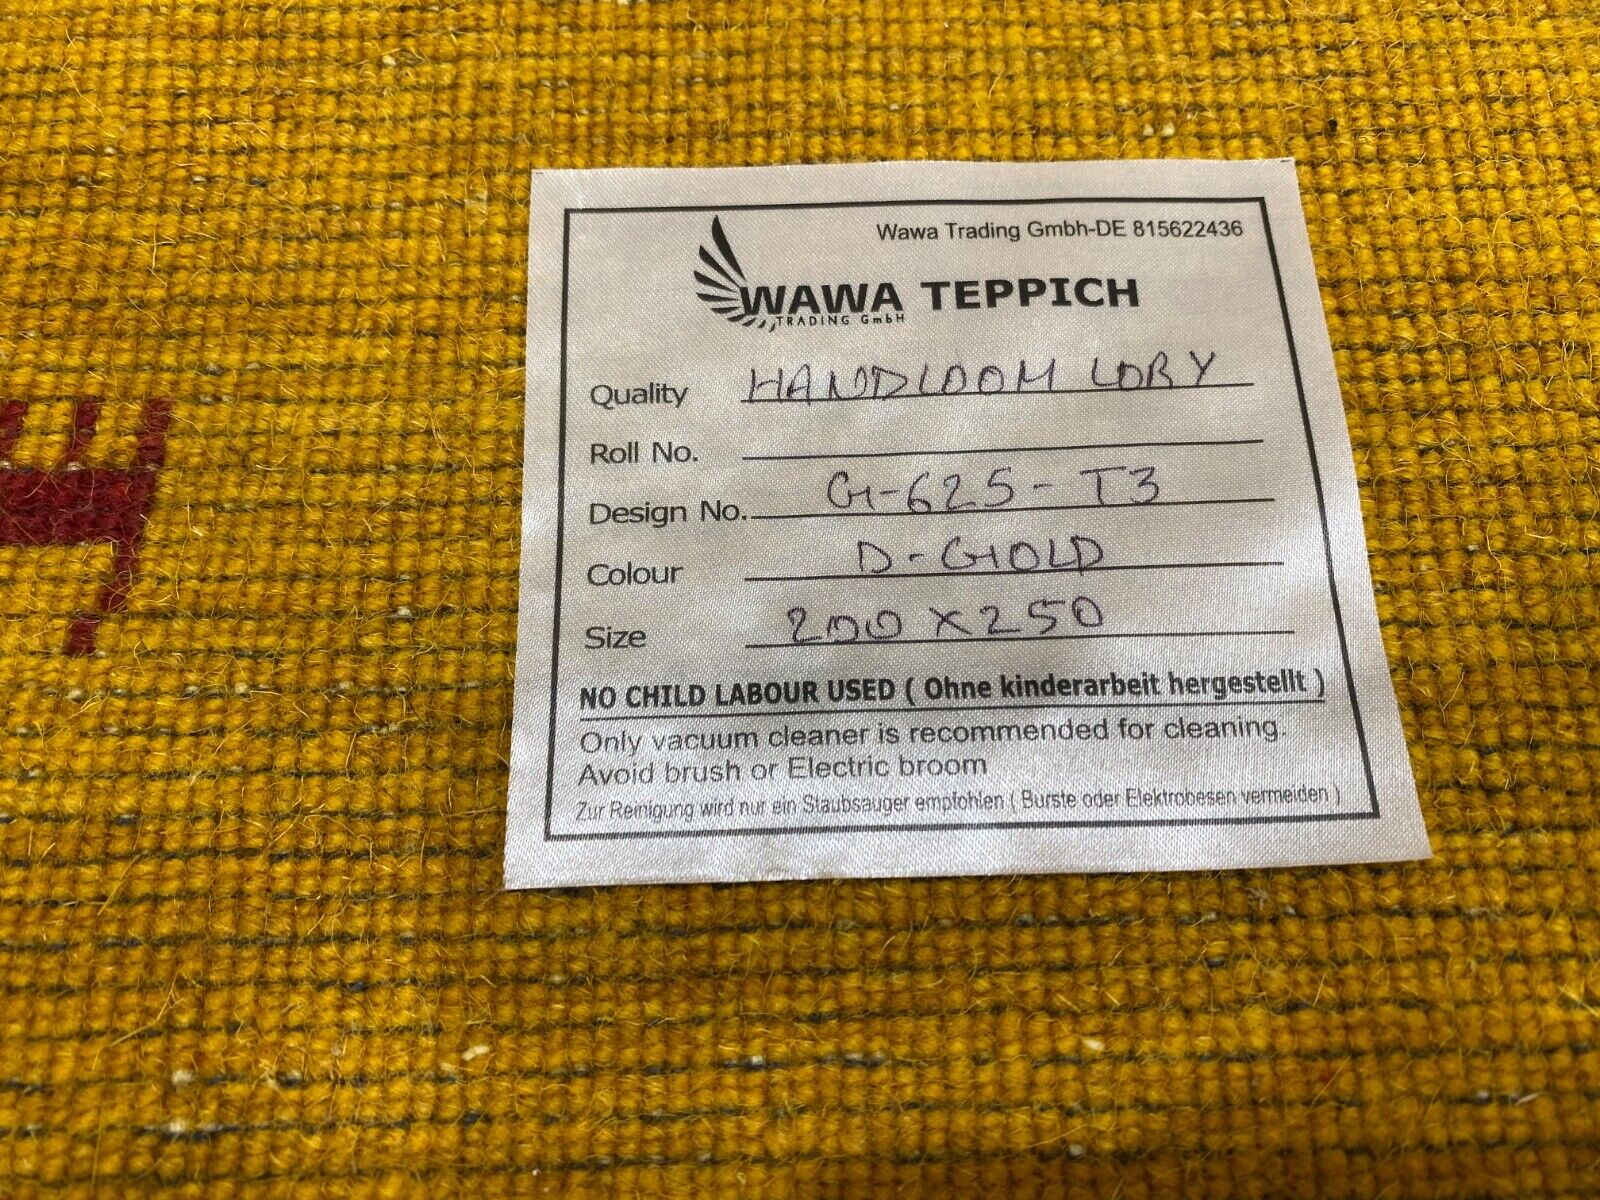 Wawa Trading Gmbh-DE 815622436
WAWA TEPPICH
TRADING GmbH
Quality HANDLOOM LORY
Roll No.
Design No. G-625-T3
Colour D-GOLD
Size 200 X 250
NO CHILD LABOUR USED ( Ohne kinderarbeit hergestellt )
Only vacuum cleaner is recommended for cleaning.
Avoid brush or Electric broom
Zur Reinigung wird nur ein Staubsauger empfohlen ( Burste oder Elektrobesen vermeiden )